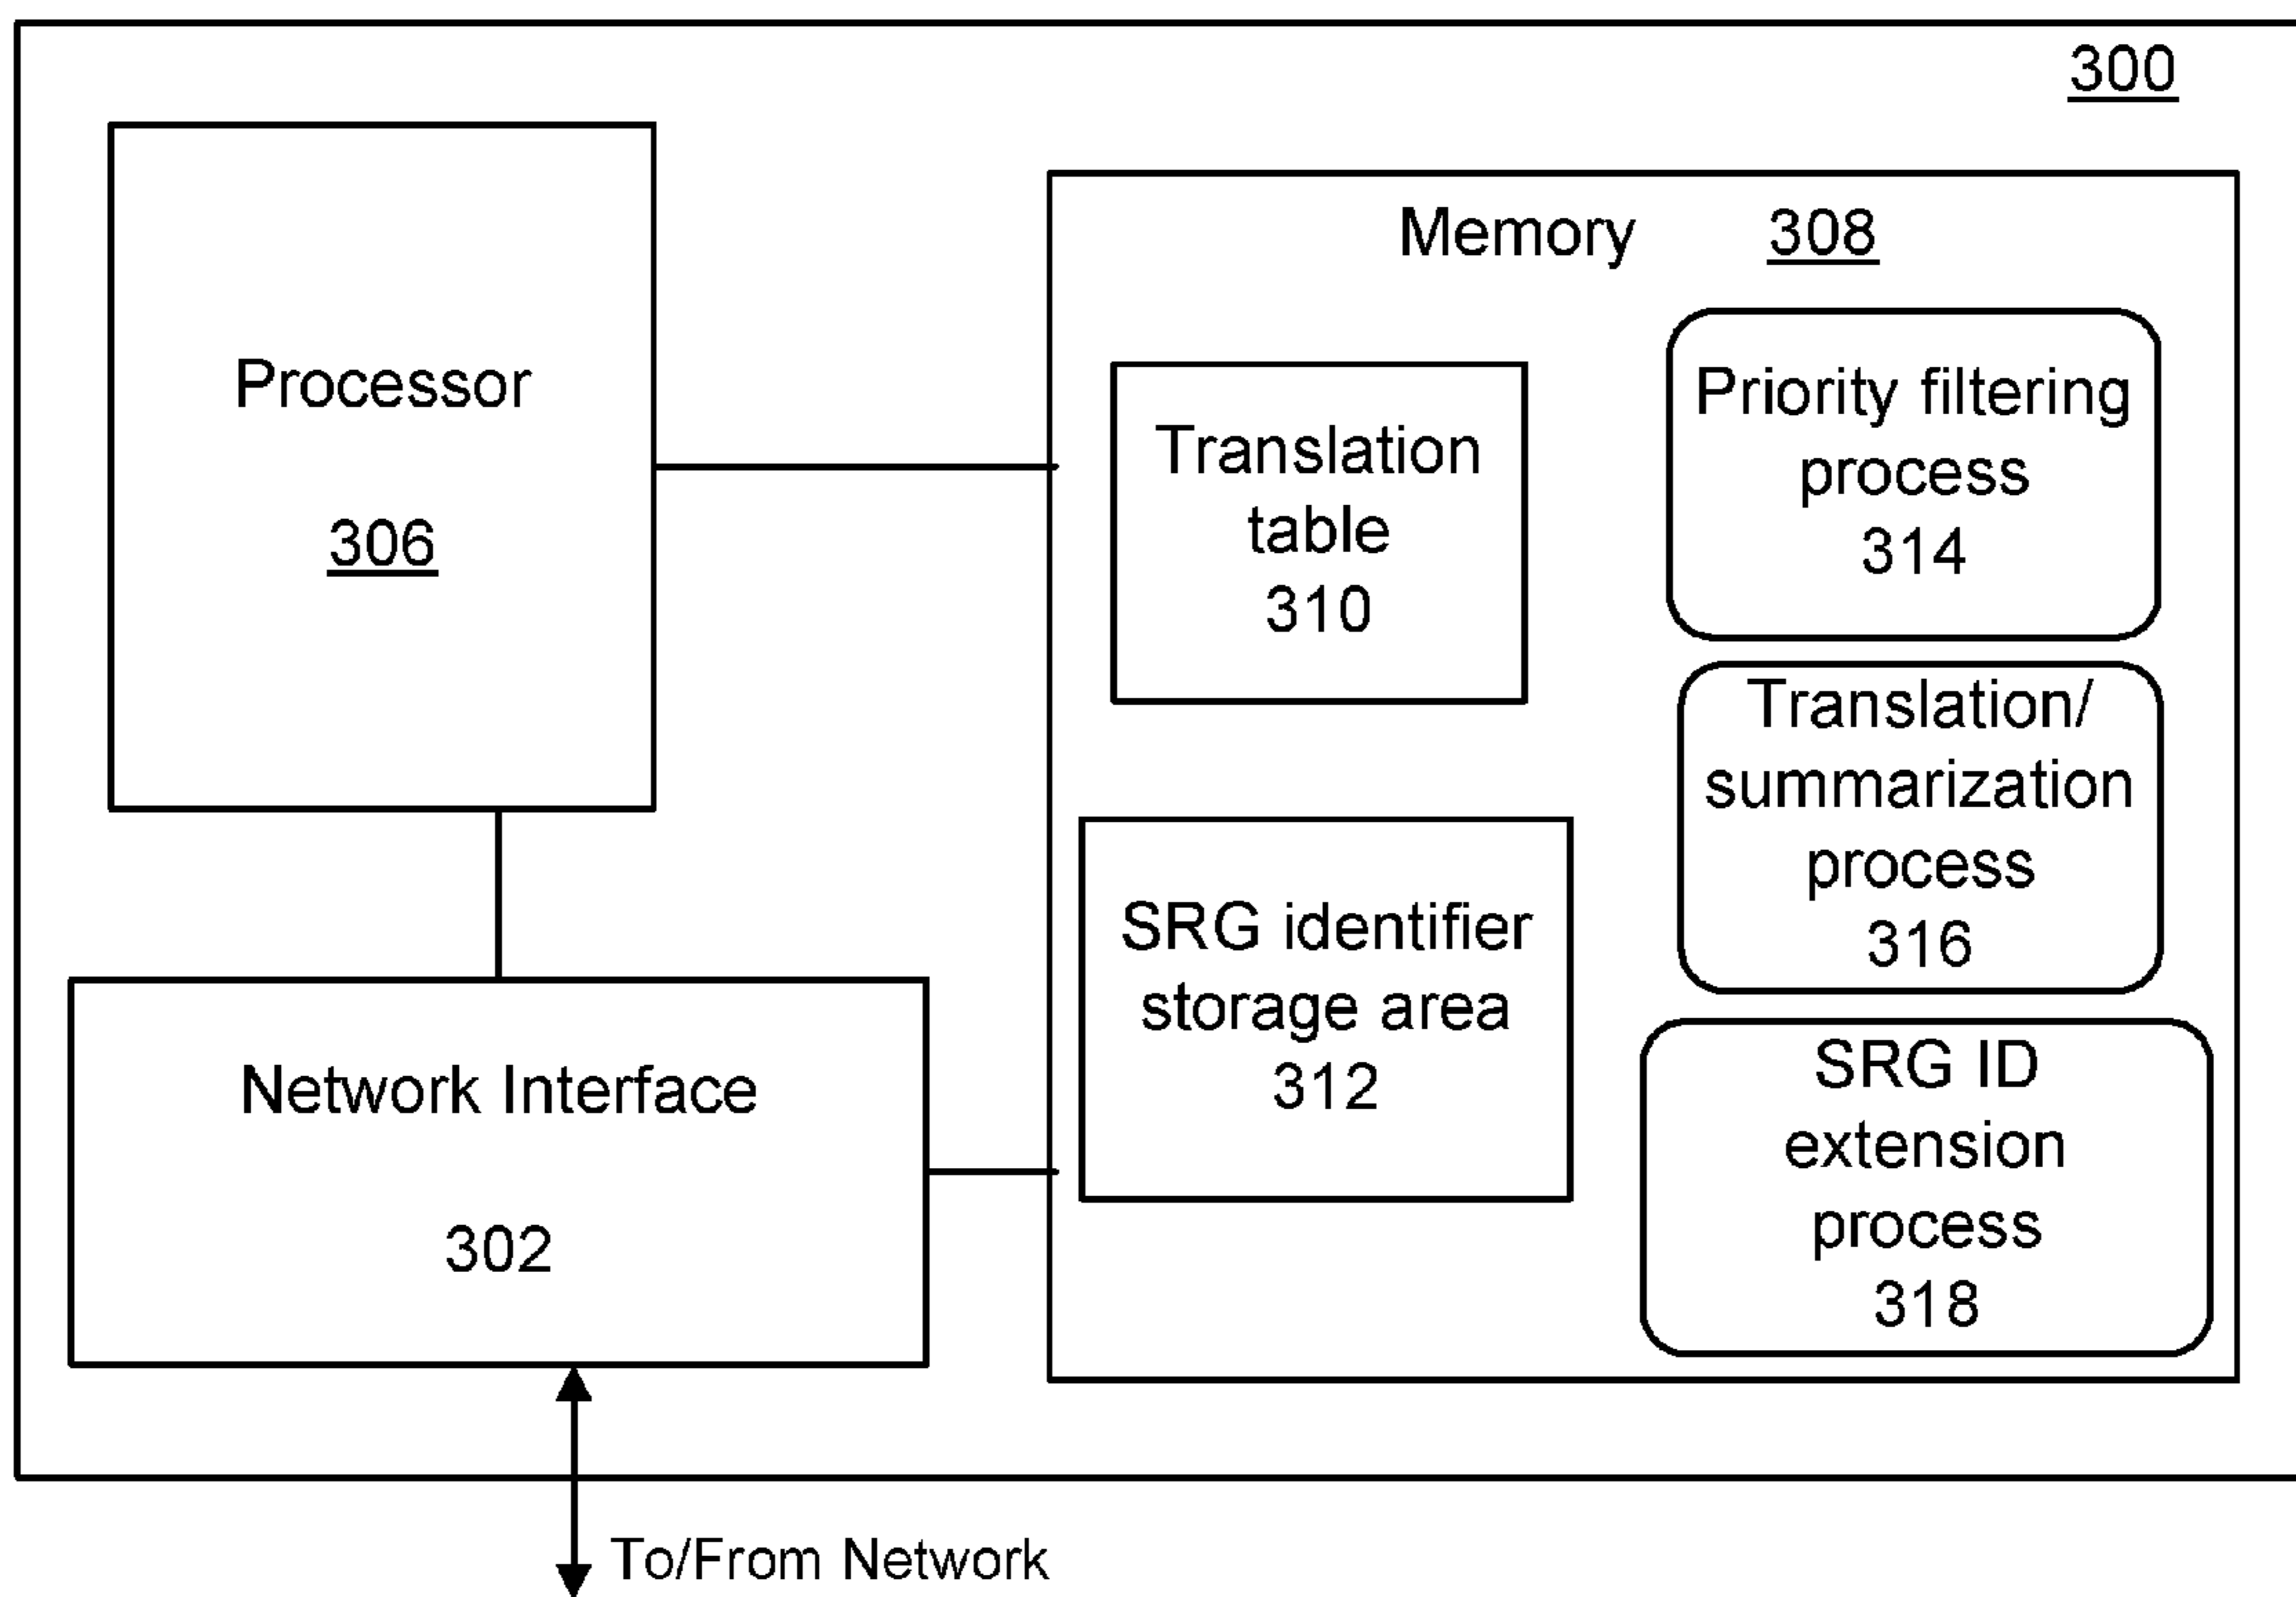 300
Processor
306
Memory 308
Translation
table
310
Priority filtering
process
314
Translation/
summarization
process
316
SRG identifier
storage area
312
SRG ID
extension
process
318
Network Interface
302
To/From Network